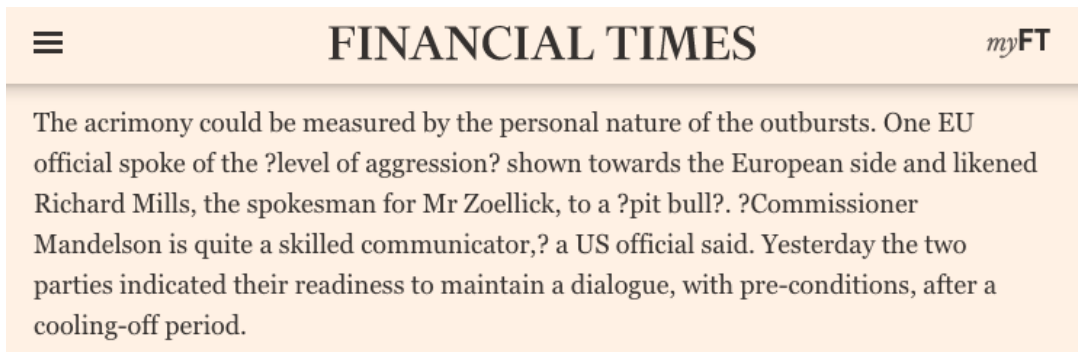 FINANCIAL TIMES
myFT
The acrimony could be measured by the personal nature of the outbursts. One EU
official spoke of the ?level of aggression? shown towards the European side and likened
Richard Mills, the spokesman for Mr Zoellick, to a ?pit bull?. ?Commissioner
Mandelson is quite a skilled communicator,? a US official said. Yesterday the two
parties indicated their readiness to maintain a dialogue, with pre-conditions, after a
cooling-off period.